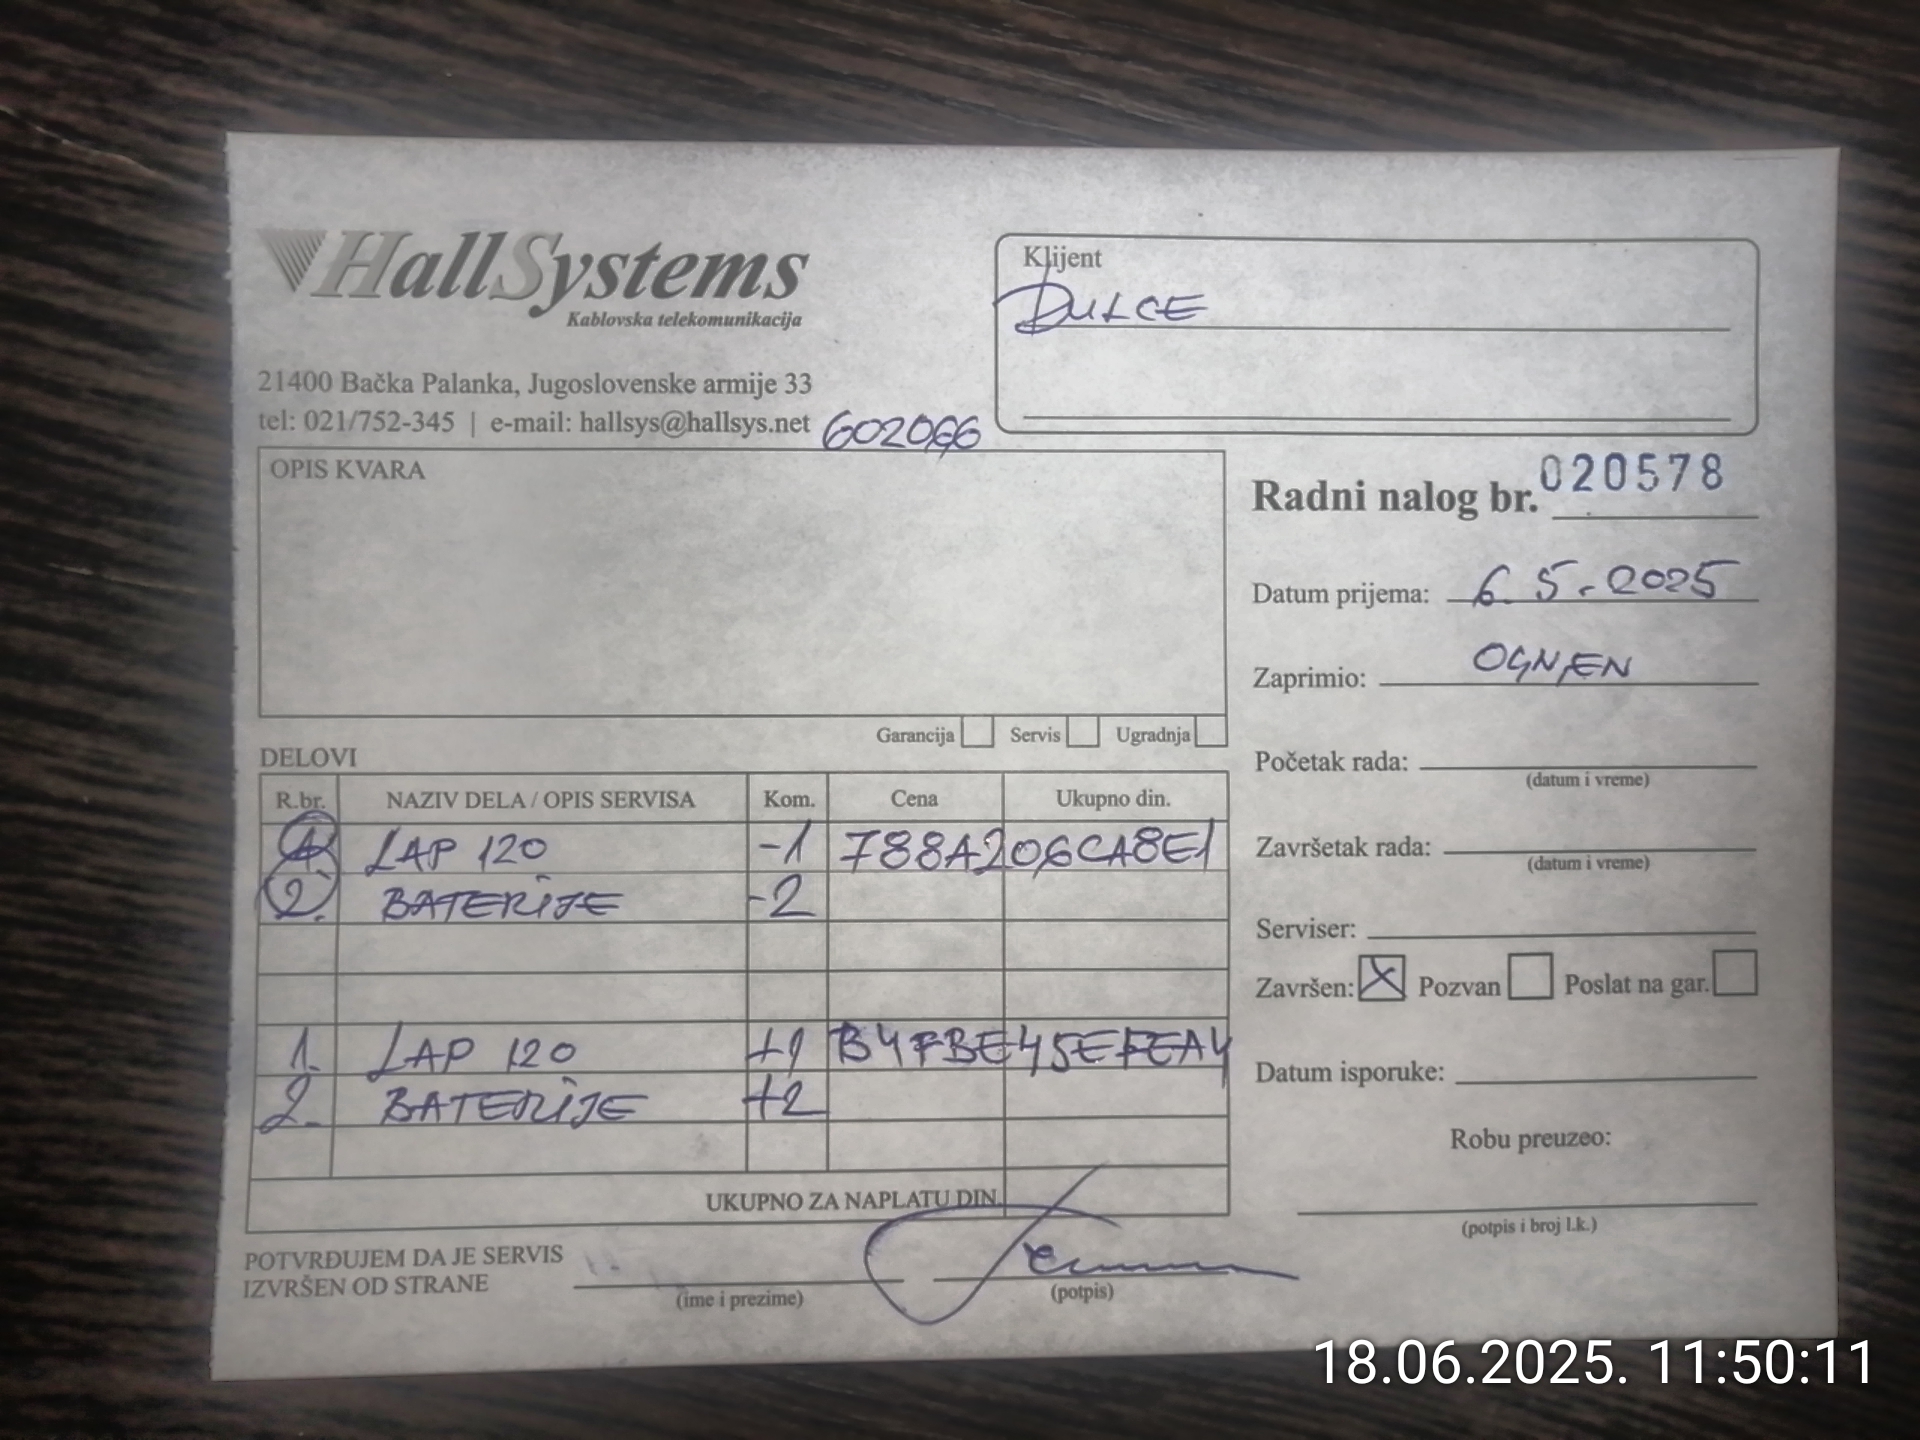 HallSystems
Kablovska telekomunikacija
21400 Bačka Palanka, Jugoslovenske armije 33
tel: 021/752-345 | e-mail: hallsys@hallsys.net 602066
Klijent
DULCE
OPIS KVARA
Garancija Servis Ugradnja
Radni nalog br. 020578
Datum prijema: 6.5.2025
Zaprimio: OGNJEN
Početak rada:
(datum i vreme)
Završetak rada:
(datum i vreme)
Serviser:
Završen: X Pozvan Poslat na gar.
Datum isporuke:
Robu preuzeo:
(potpis i broj l.k.)
DELOVI
R.br. NAZIV DELA / OPIS SERVISA Kom. Cena Ukupno din.
1. LAP 120 -1 788A206CA8E1
2. BATERIJE -2
1. LAP 120 +1 B4FBE45EFEA4
2. BATERIJE +2
UKUPNO ZA NAPLATU DIN.
POTVRĐUJEM DA JE SERVIS
IZVRŠEN OD STRANE
(ime i prezime) (potpis)
18.06.2025. 11:50:11